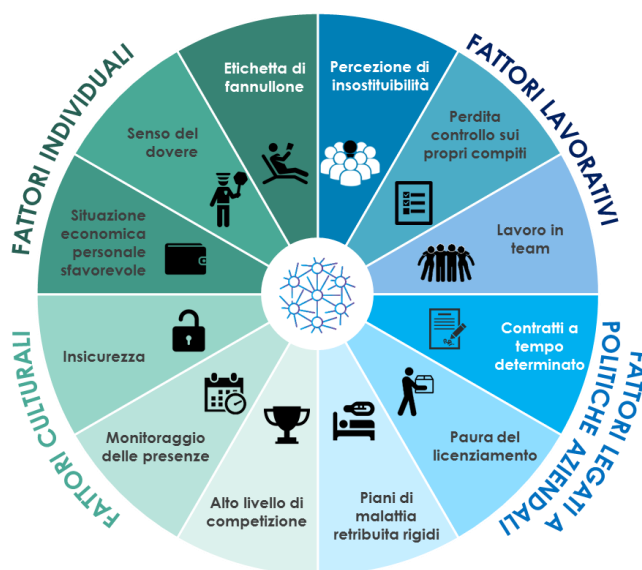 FATTORI INDIVIDUALI
Etichetta di
fannullone
Senso del
dovere
Situazione
economica
personale
sfavorevole
FATTORI LAVORATIVI
Percezione di
insostituibilità
Perdita
controllo sui
propri compiti
Lavoro in
team
FATTORI LEGATI A
POLITICHE AZIENDALI
Contratti a
tempo
determinato
Paura del
licenziamento
Piani di
malattia
retribuita rigidi
FATTORI CULTURALI
Insicurezza
Monitoraggio
delle presenze
Alto livello di
competizione